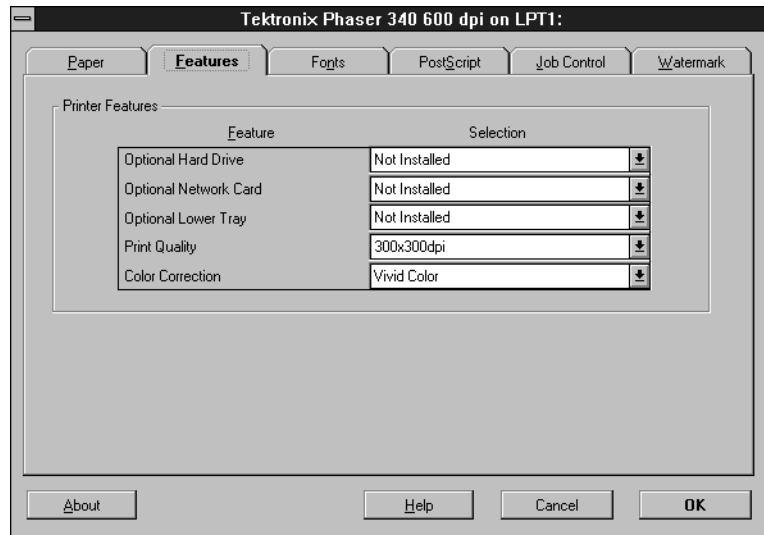 Tektronix Phaser 340 600 dpi on LPT1:
Paper Features Fonts PostScript Job Control Watermark
Printer Features
Feature Selection
Optional Hard Drive Not Installed
Optional Network Card Not Installed
Optional Lower Tray Not Installed
Print Quality 300x300dpi
Color Correction Vivid Color
About Help Cancel OK